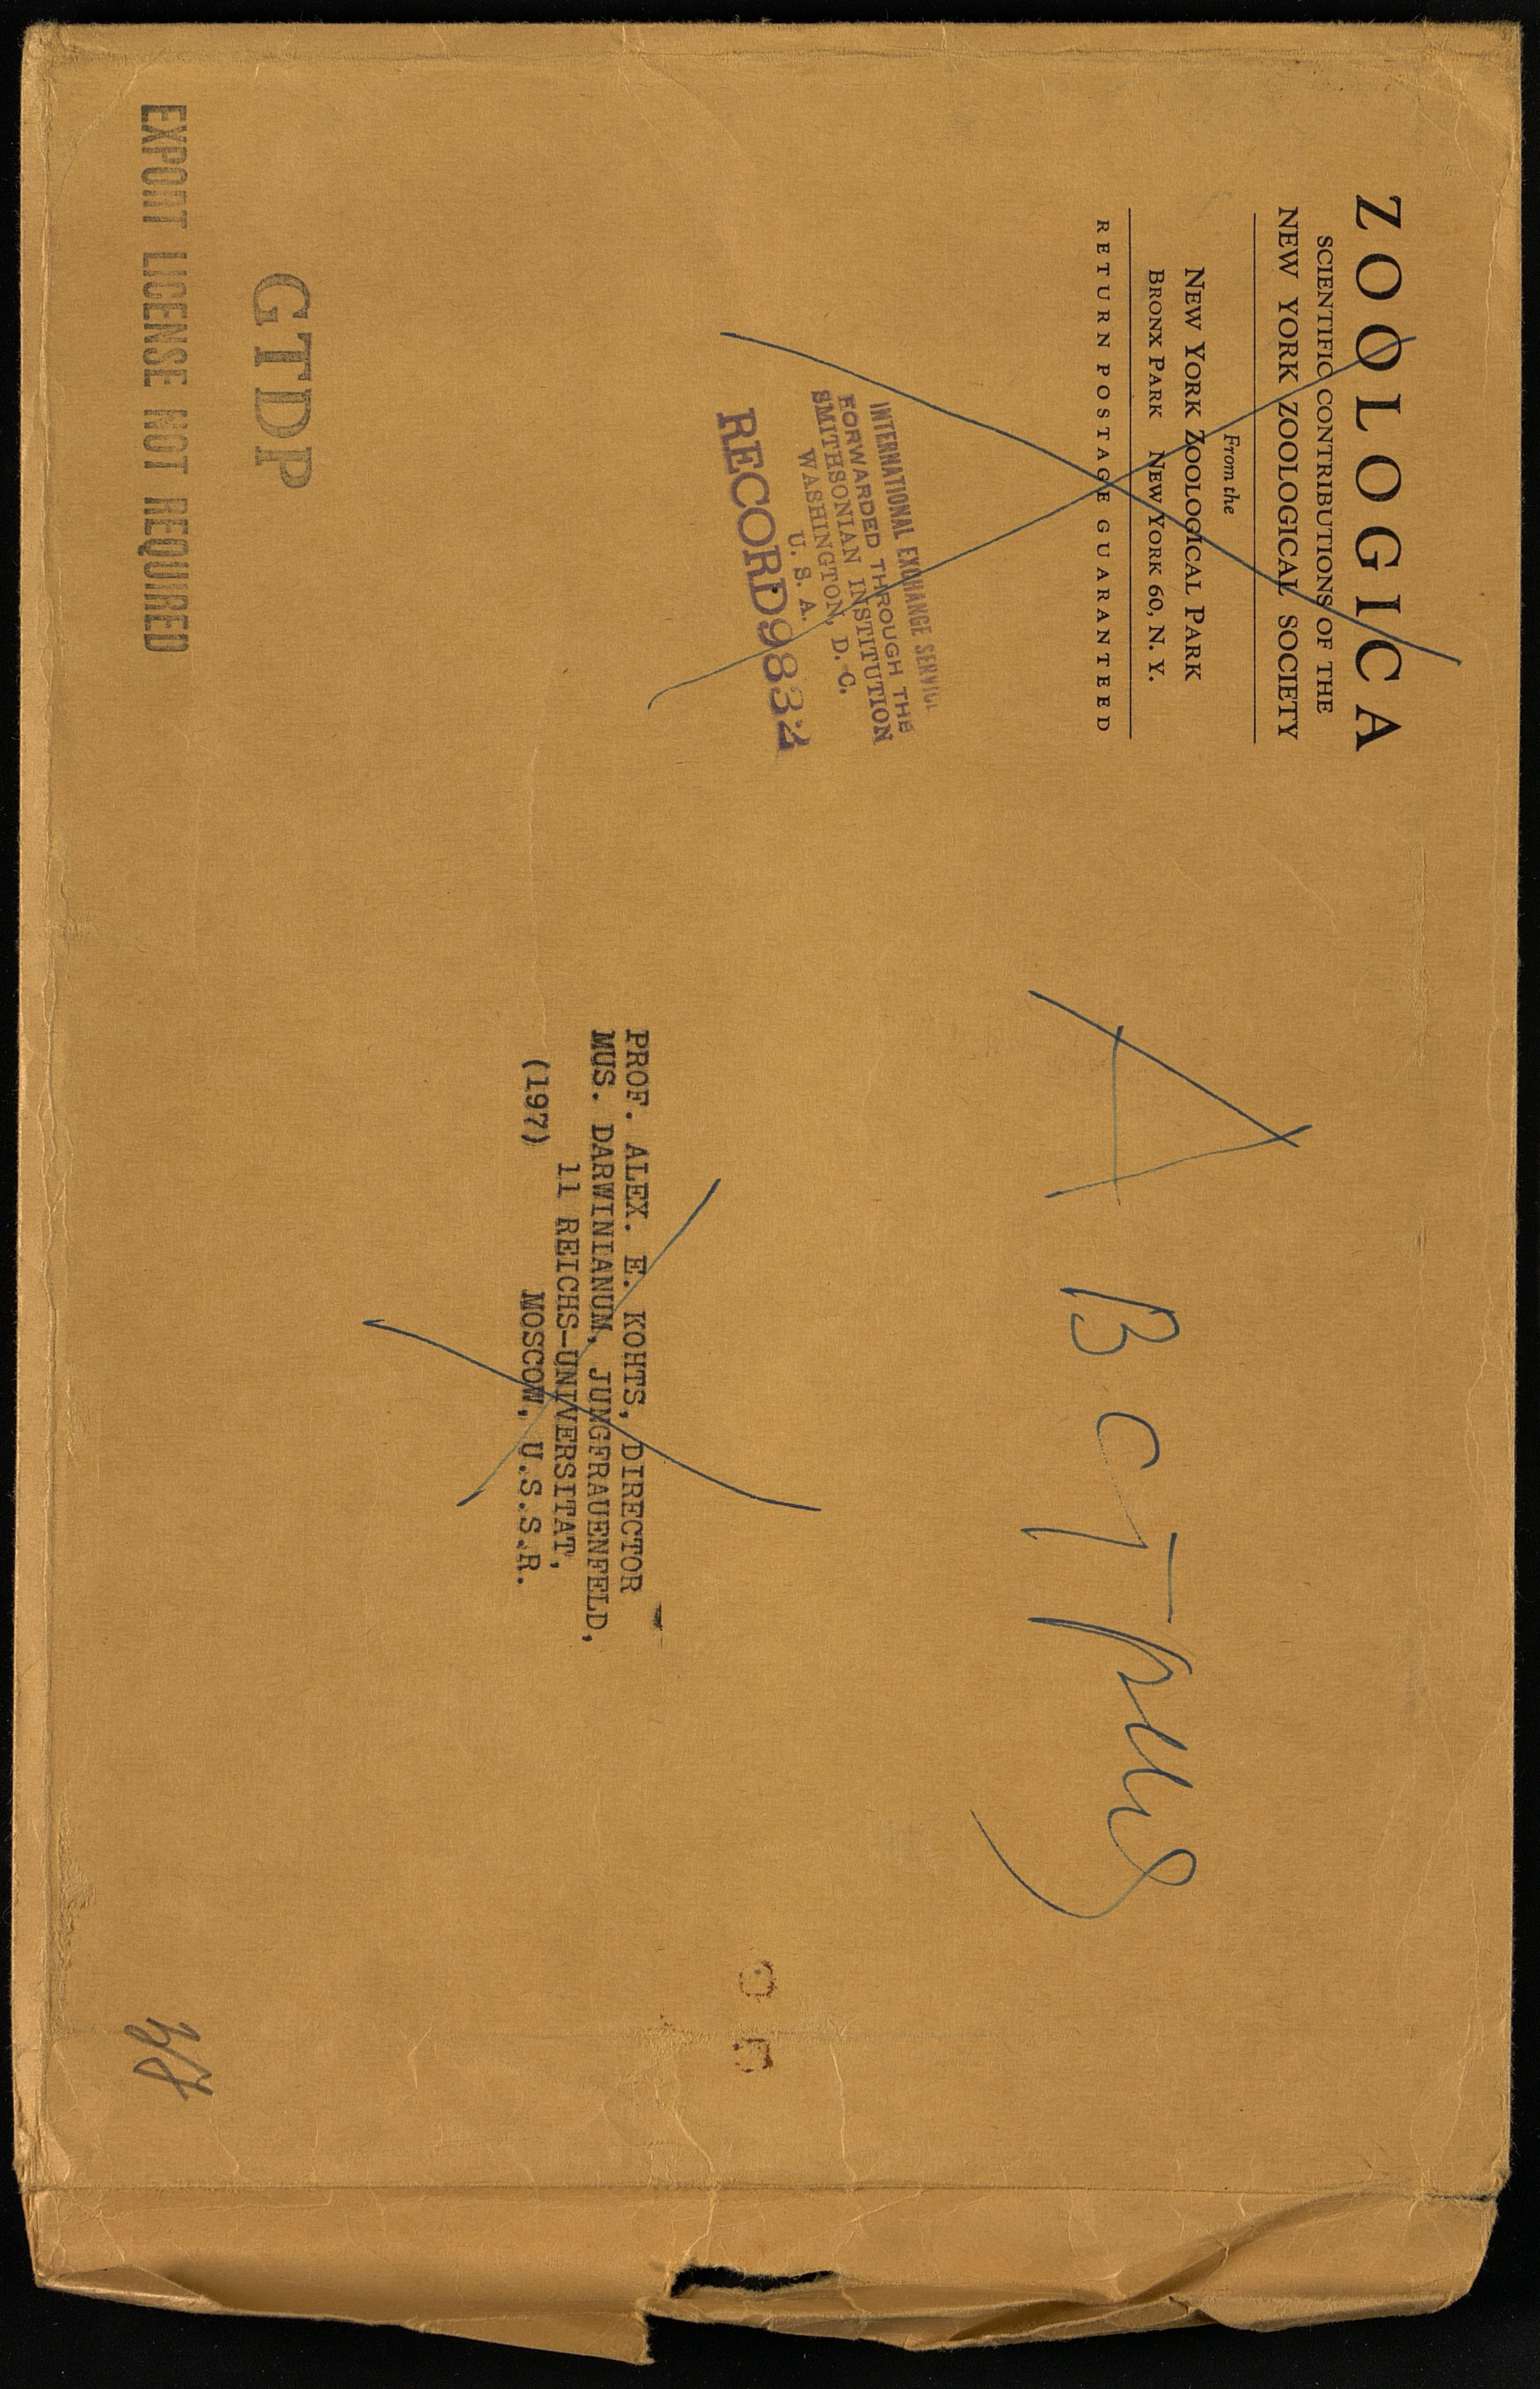 ZOOLOGICA
SCIENTIFIC CONTRIBUTIONS OF THE
NEW YORK ZOOLOGICAL SOCIETY
From the
NEW YORK ZOOLOGICAL PARK
BRONX PARK NEW YORK 60, N. Y.
RETURN POSTAGE GUARANTEED
INTERNATIONAL EXCHANGE SERVICE
FORWARDED THROUGH THE
SMITHSONIAN INSTITUTION
WASHINGTON, D. C.
U. S. A.
RECORD9832
PROF. ALEX. E. KOHTS, DIRECTOR
MUS. DARWINIANUM, JUNGFRAUENFELD,
11 REICHS-UNIVERSITAT,
(197) MOSCOW, U.S.S.R.
GTDP
EXPORT LICENSE NOT REQUIRED